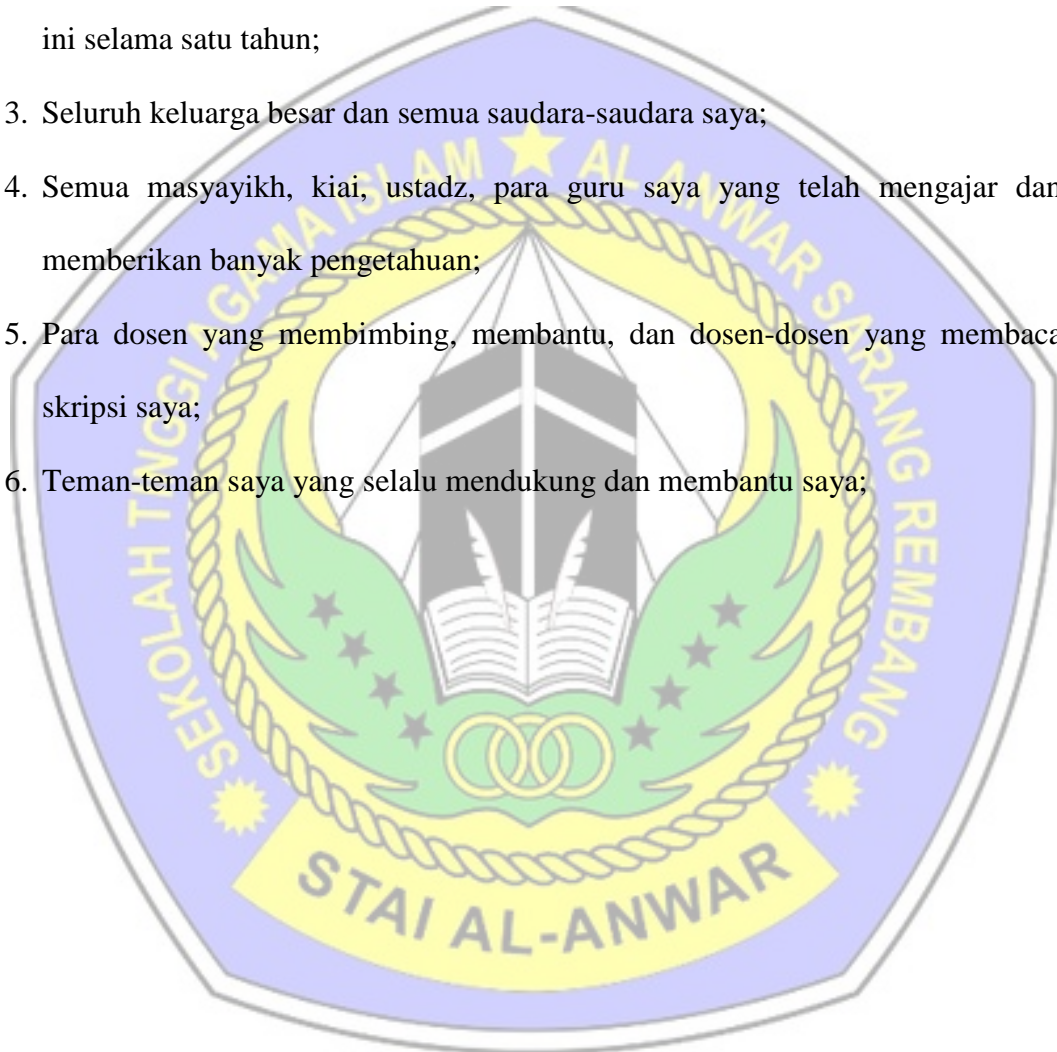 ini selama satu tahun;
3. Seluruh keluarga besar dan semua saudara-saudara saya;
4. Semua masyayikh, kiai, ustadz, para guru saya yang telah mengajar dan
memberikan banyak pengetahuan;
5. Para dosen yang membimbing, membantu, dan dosen-dosen yang membaca
skripsi saya;
6. Teman-teman saya yang selalu mendukung dan membantu saya;
SEKOLAH TINGGI AGAMA ISLAM AL ANWAR SARANG REMBANG
STAI AL-ANWAR